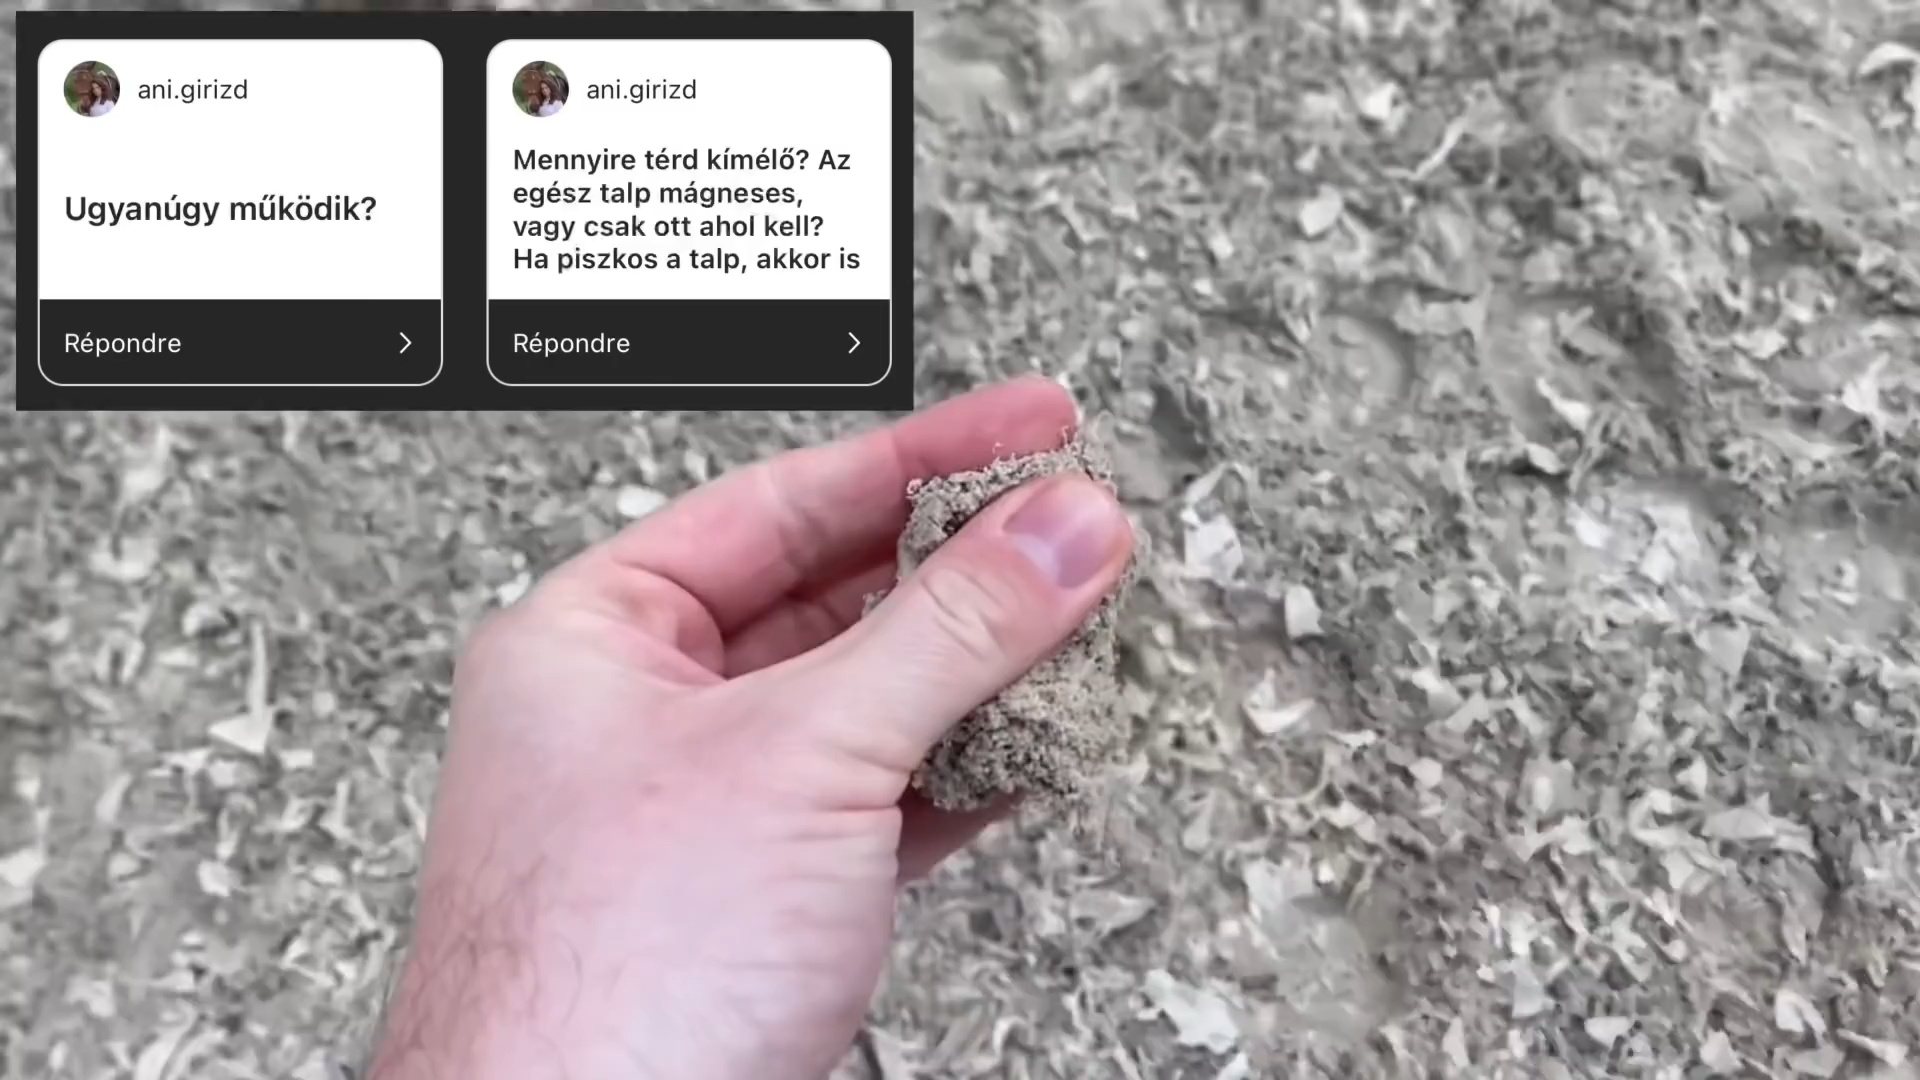 ani.girizd
Ugyanúgy működik?
Répondre
ani.girizd
Mennyire térd kímélő? Az
egész talp mágneses,
vagy csak ott ahol kell?
Ha piszkos a talp, akkor is
Répondre